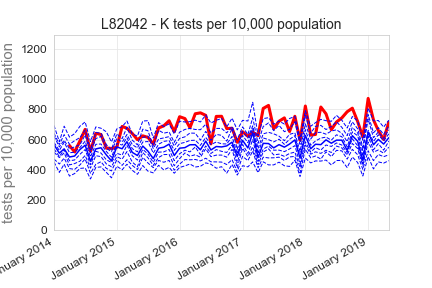 L82042 - K tests per 10,000 population
tests per 10,000 population
1200
1000
800
600
400
200
0
2014
January 2015
January 2016
January 2017
January 2018
January 2019